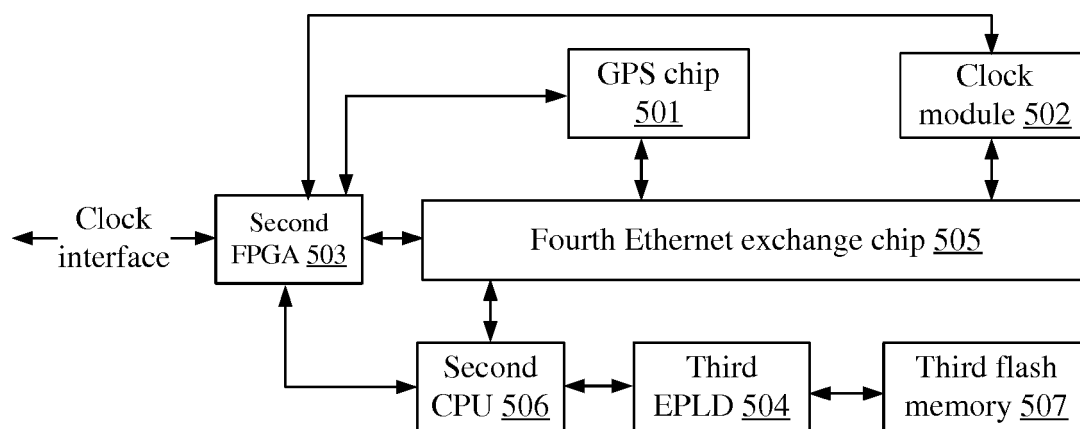 GPS chip
501
Clock
module 502
Clock
interface
Second
FPGA 503
Fourth Ethernet exchange chip 505
Second
CPU 506
Third
EPLD 504
Third flash
memory 507